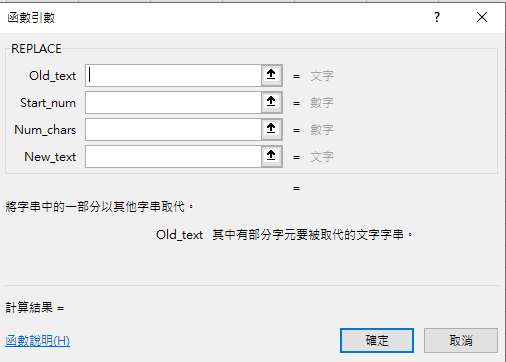 函數引數 ? ×
REPLACE
Old_text = 文字
Start_num = 數字
Num_chars = 數字
New_text = 文字
=
將字串中的一部分以其他字串取代。
Old_text 其中有部分字元要被取代的文字字串。
計算結果 =
函數說明(H) 確定 取消